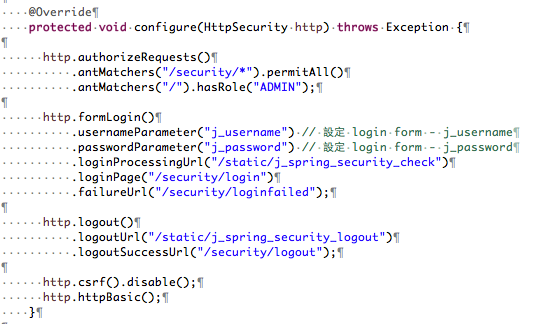 @Override
protected void configure(HttpSecurity http) throws Exception {
http.authorizeRequests()
.antMatchers("/security/*").permitAll()
.antMatchers("/").hasRole("ADMIN");
http.formLogin()
.usernameParameter("j_username") // 設定 login form - j_username
.passwordParameter("j_password") // 設定 login form - j_password
.loginProcessingUrl("/static/j_spring_security_check")
.loginPage("/security/login")
.failureUrl("/security/loginfailed");
http.logout()
.logoutUrl("/static/j_spring_security_logout")
.logoutSuccessUrl("/security/logout");
http.csrf().disable();
http.httpBasic();
}